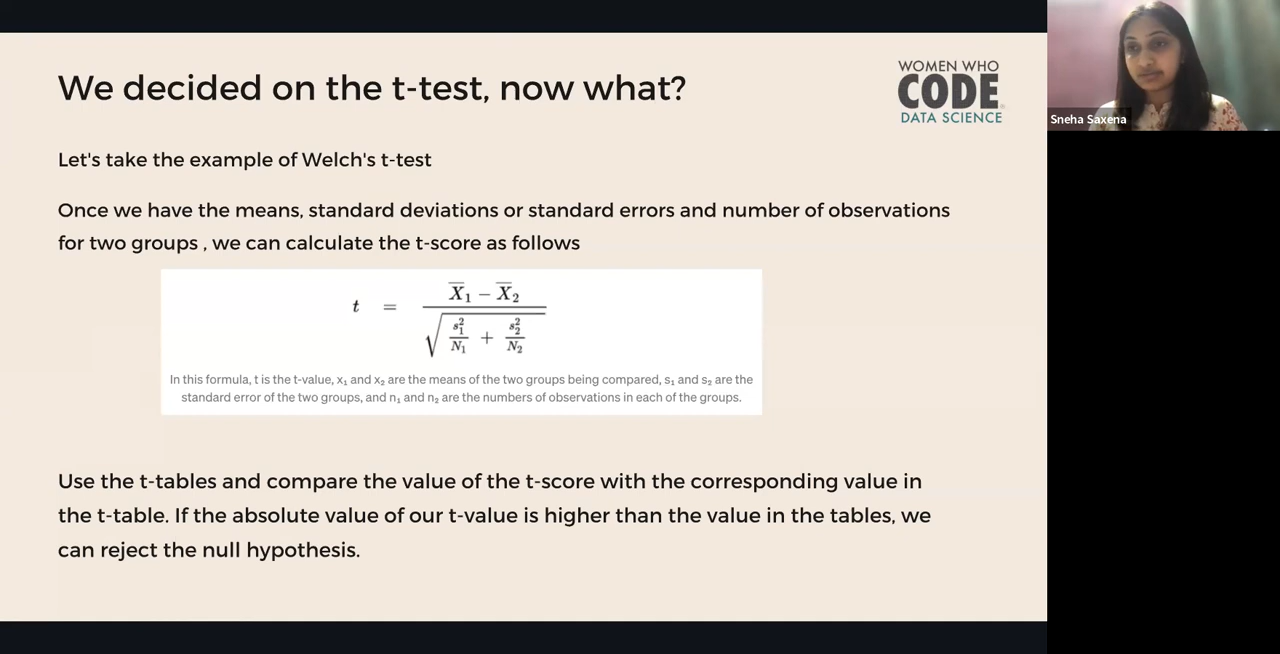 We decided on the t-test, now what?
WOMEN WHO
CODE
DATA SCIENCE
Sneha Saxena
Let's take the example of Welch's t-test
Once we have the means, standard deviations or standard errors and number of observations
for two groups , we can calculate the t-score as follows
t = (X̅₁ − X̅₂) / √(s₁²/N₁ + s₂²/N₂)
In this formula, t is the t-value, x₁ and x₂ are the means of the two groups being compared, s₁ and s₂ are the
standard error of the two groups, and n₁ and n₂ are the numbers of observations in each of the groups.
Use the t-tables and compare the value of the t-score with the corresponding value in
the t-table. If the absolute value of our t-value is higher than the value in the tables, we
can reject the null hypothesis.